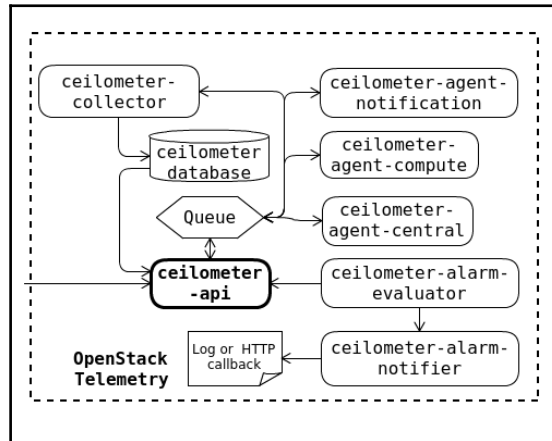 ceilometer-
collector
ceilometer-agent-
notification
ceilometer
database
ceilometer-
agent-compute
Queue
ceilometer-
agent-central
ceilometer
-api
ceilometer-alarm-
evaluator
OpenStack
Telemetry
Log or HTTP
callback
ceilometer-alarm-
notifier